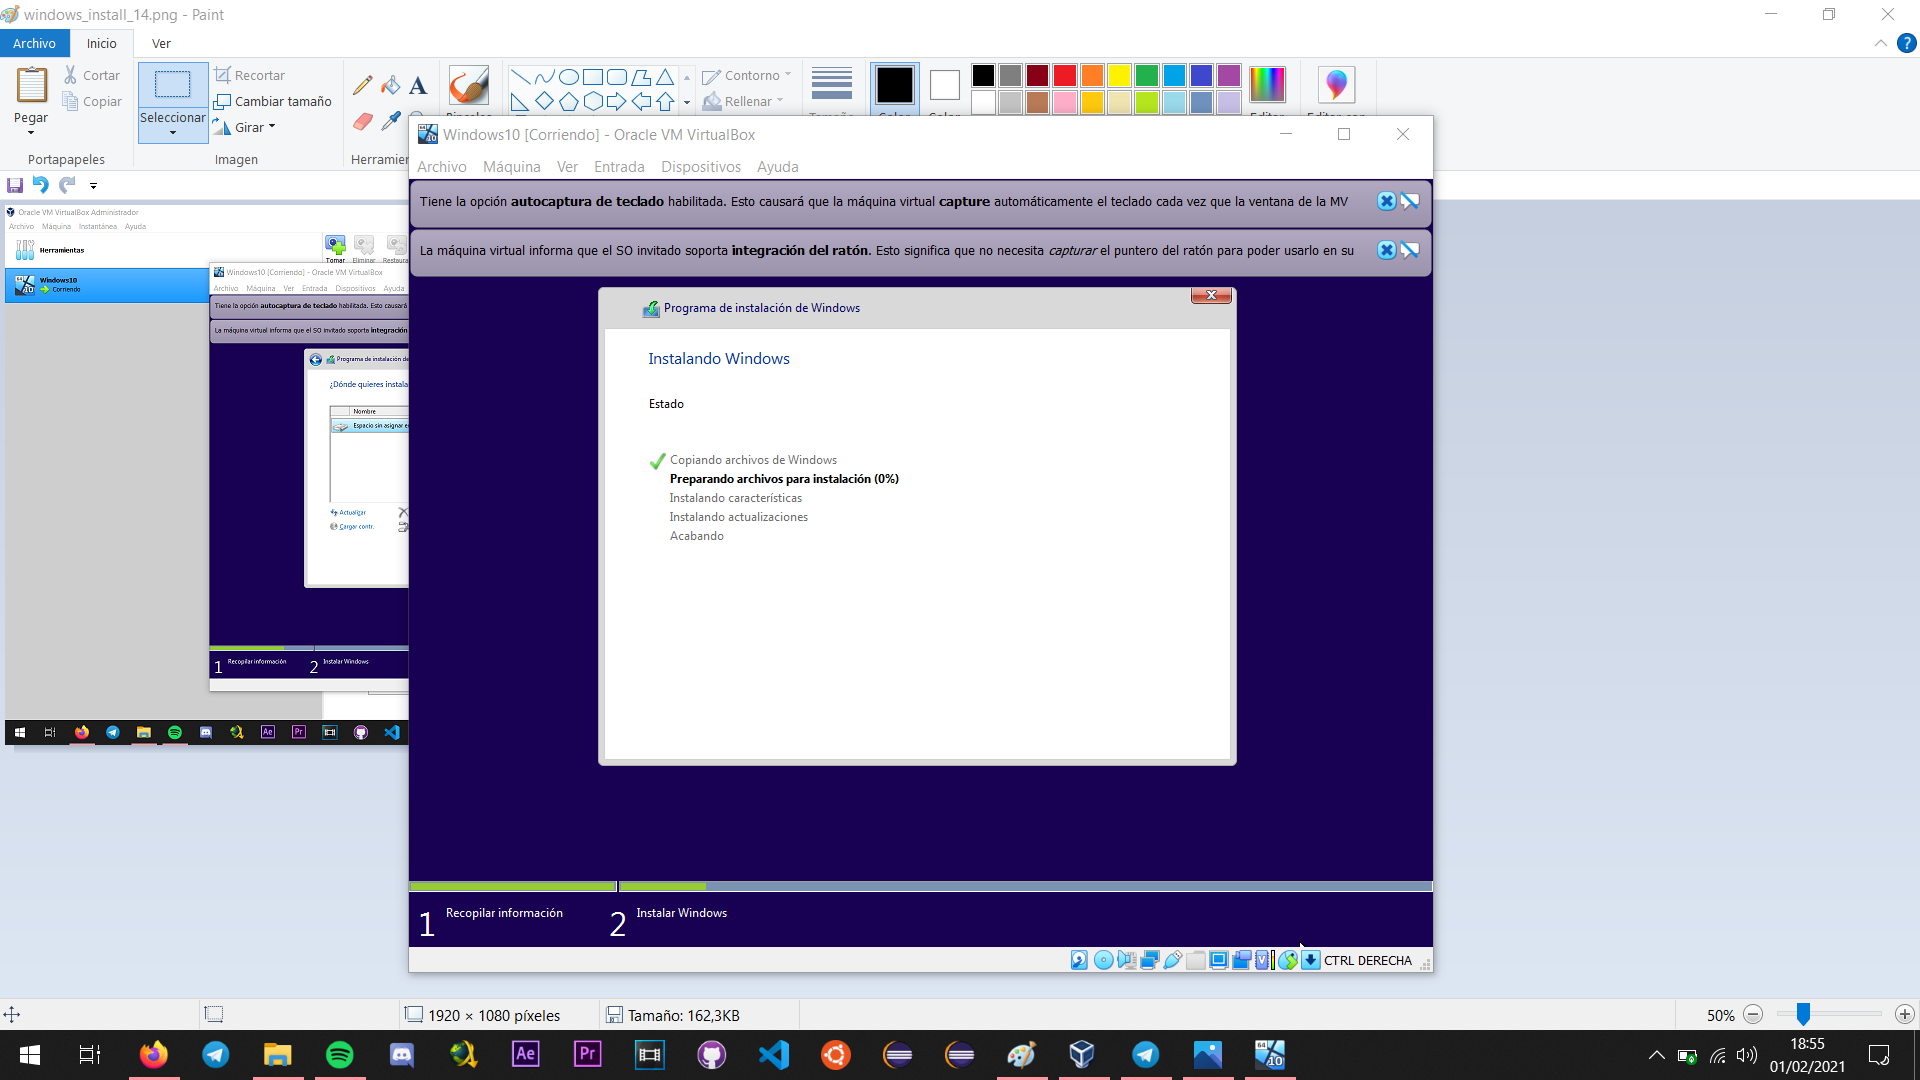 windows_install_14.png - Paint
Archivo
Inicio
Ver
Pegar
Cortar
Copiar
Portapapeles
Seleccionar
Recortar
Cambiar tamaño
Girar
Imagen
A
Contorno
Rellenar
Windows10 [Corriendo] - Oracle VM VirtualBox
Archivo Máquina Ver Entrada Dispositivos Ayuda
Tiene la opción autocaptura de teclado habilitada. Esto causará que la máquina virtual capture automáticamente el teclado cada vez que la ventana de la MV
La máquina virtual informa que el SO invitado soporta integración del ratón. Esto significa que no necesita capturar el puntero del ratón para poder usarlo en su
Programa de instalación de Windows
Instalando Windows
Estado
Copiando archivos de Windows
Preparando archivos para instalación (0%)
Instalando características
Instalando actualizaciones
Acabando
1 Recopilar información
2 Instalar Windows
CTRL DERECHA
Oracle VM VirtualBox Administrador
Archivo Máquina Instantánea Ayuda
Herramientas
Tomar Eliminar
Windows10
Corriendo
Windows10 [Corriendo] - Oracle VM VirtualBox
Archivo Máquina Ver Entrada Dispositivos Ayuda
Tiene la opción autocaptura de teclado habilitada. Esto causará
La máquina virtual informa que el SO invitado soporta integración
Programa de instalación de
¿Dónde quieres instala
Nombre
Espacio sin asignar e
Actualizar
Cargar contr.
1 Recopilar información
2 Instalar Windows
Ae
Pr
1920 × 1080 píxeles
Tamaño: 162,3KB
50%
Ae
Pr
64
10
18:55
01/02/2021